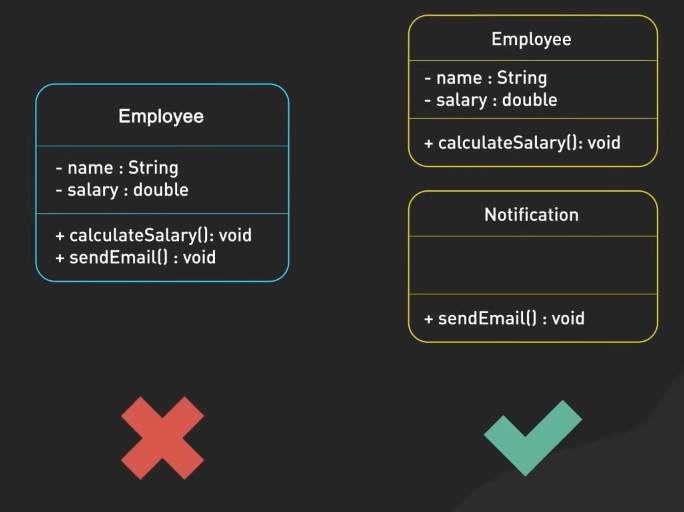 Employee
- name : String
- salary : double
+ calculateSalary(): void
+ sendEmail() : void
Employee
- name : String
- salary : double
+ calculateSalary(): void
Notification
+ sendEmail() : void